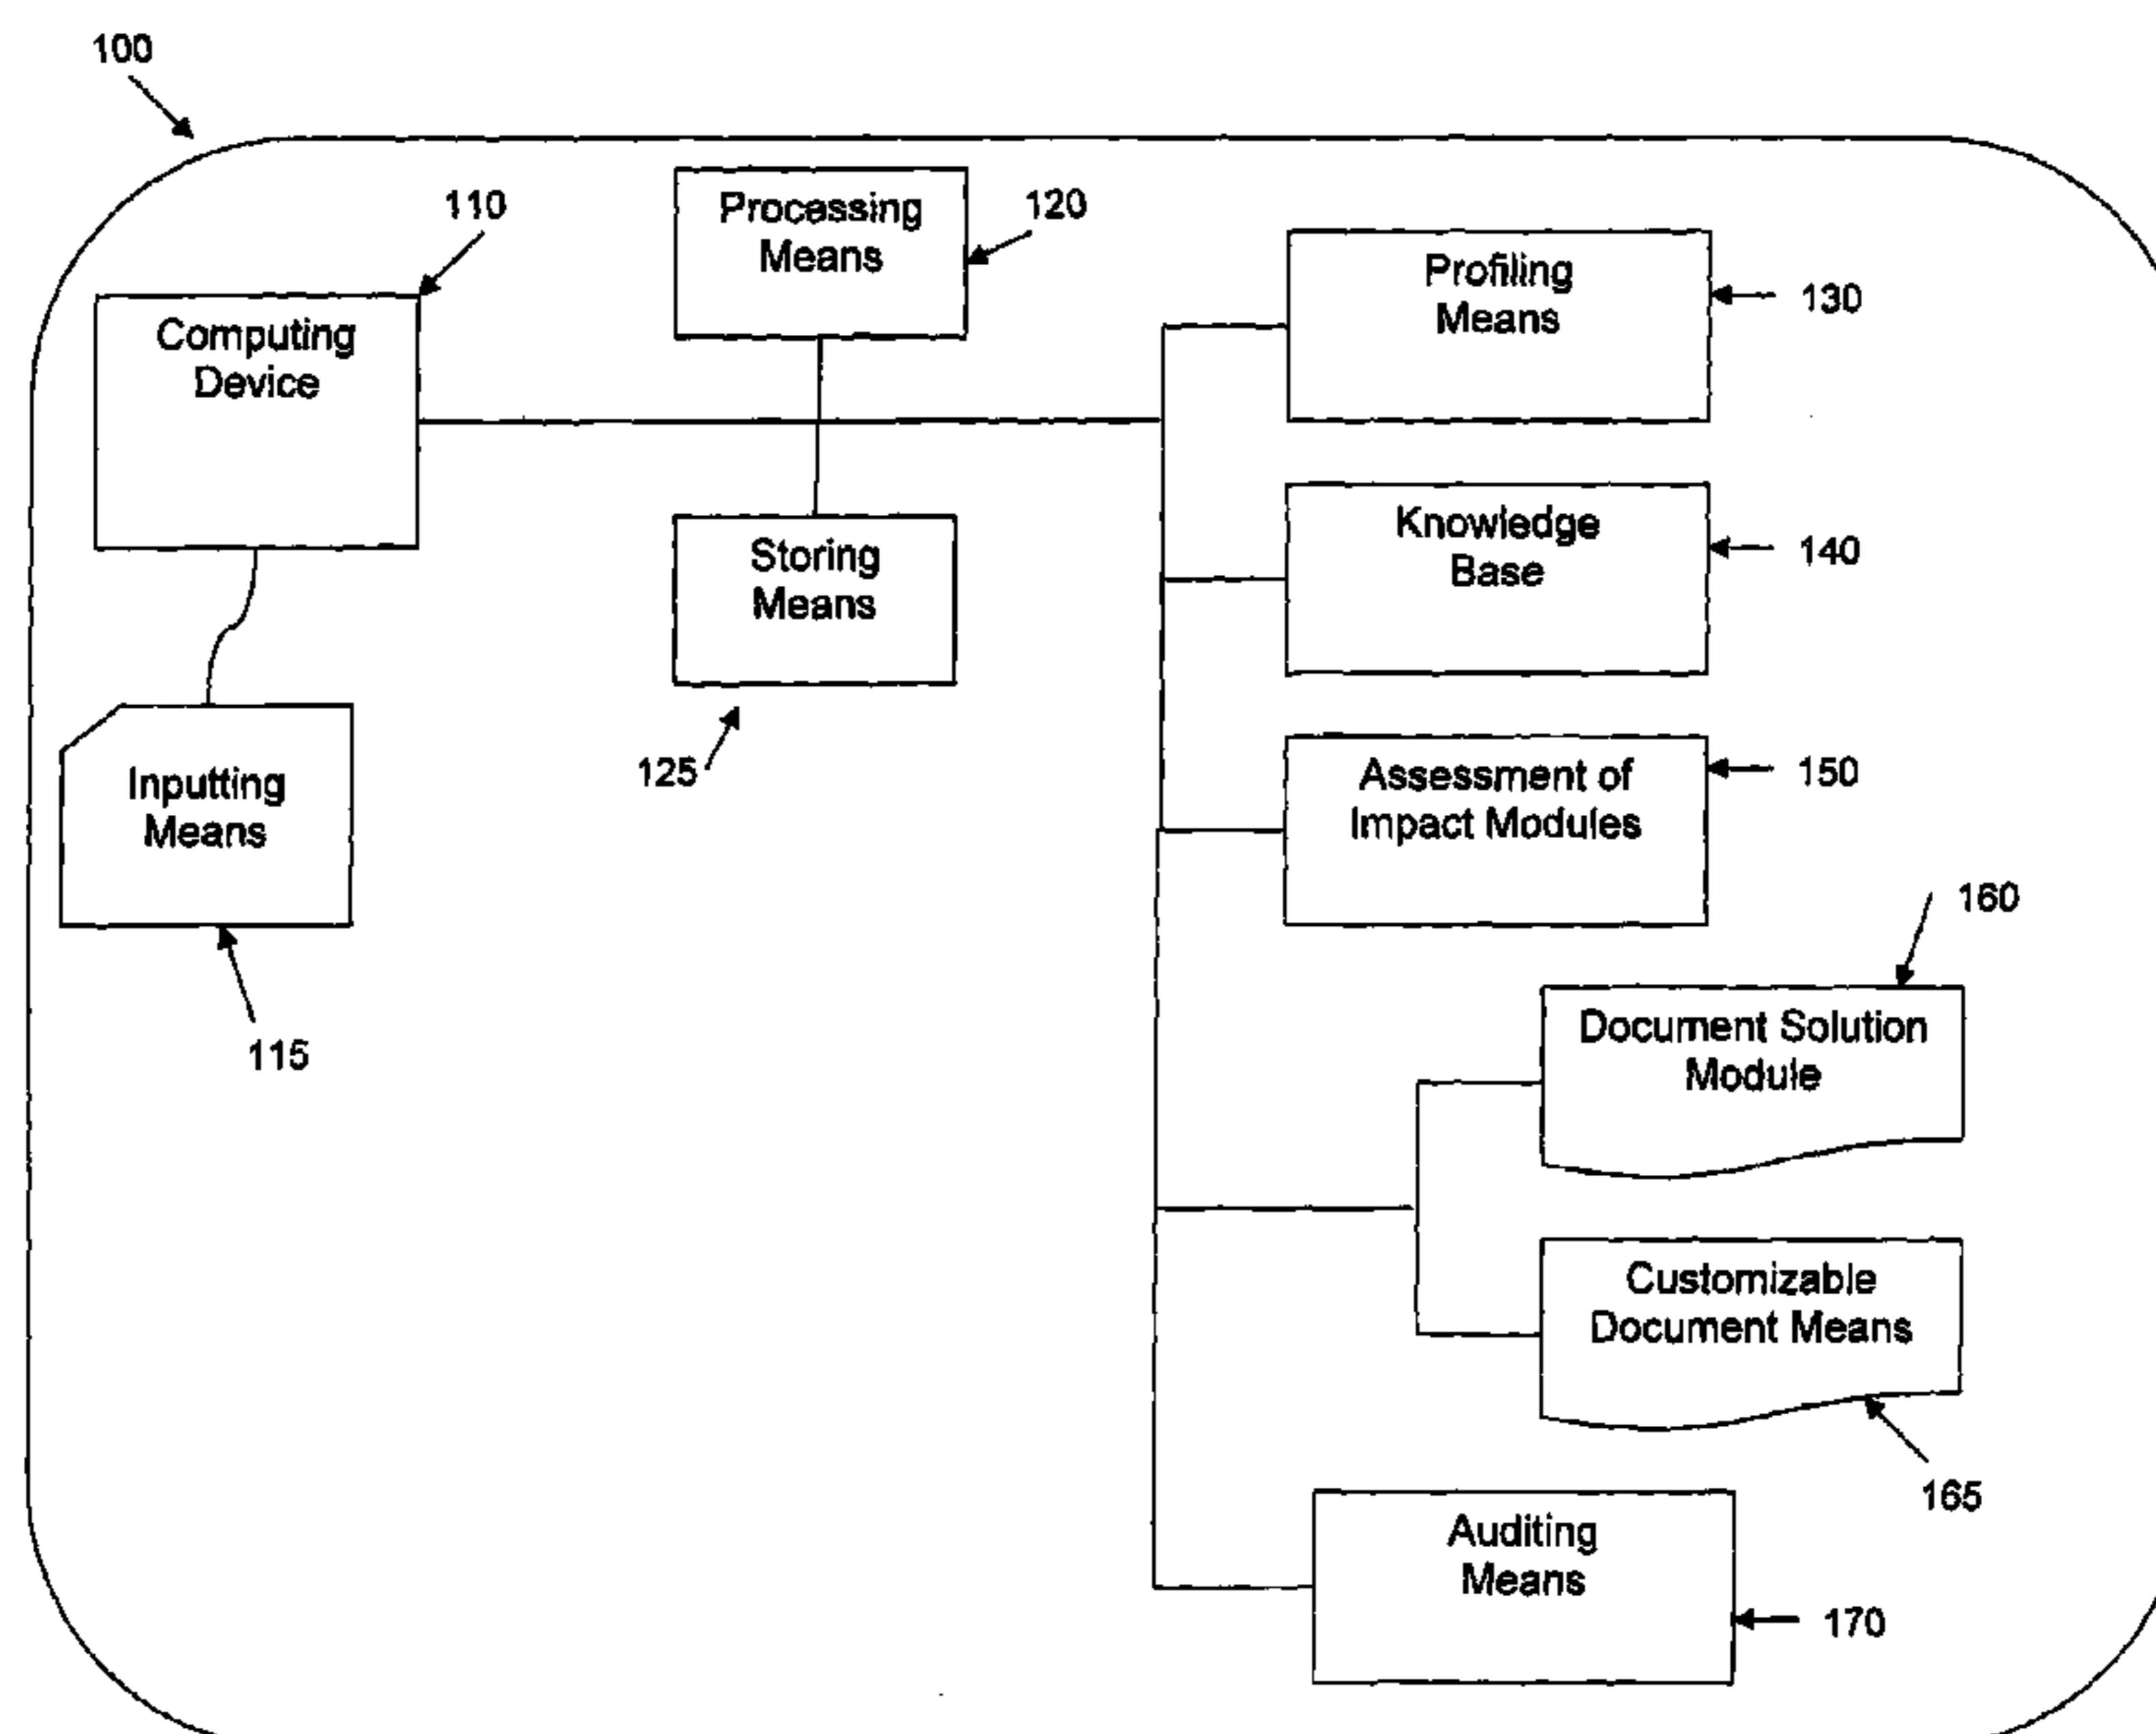 100
110
Processing
Means
120
Computing
Device
Profiling
Means
130
Storing
Means
125
Knowledge
Base
140
Inputting
Means
115
Assessment of
Impact Modules
150
160
Document Solution
Module
Customizable
Document Means
165
Auditing
Means
170